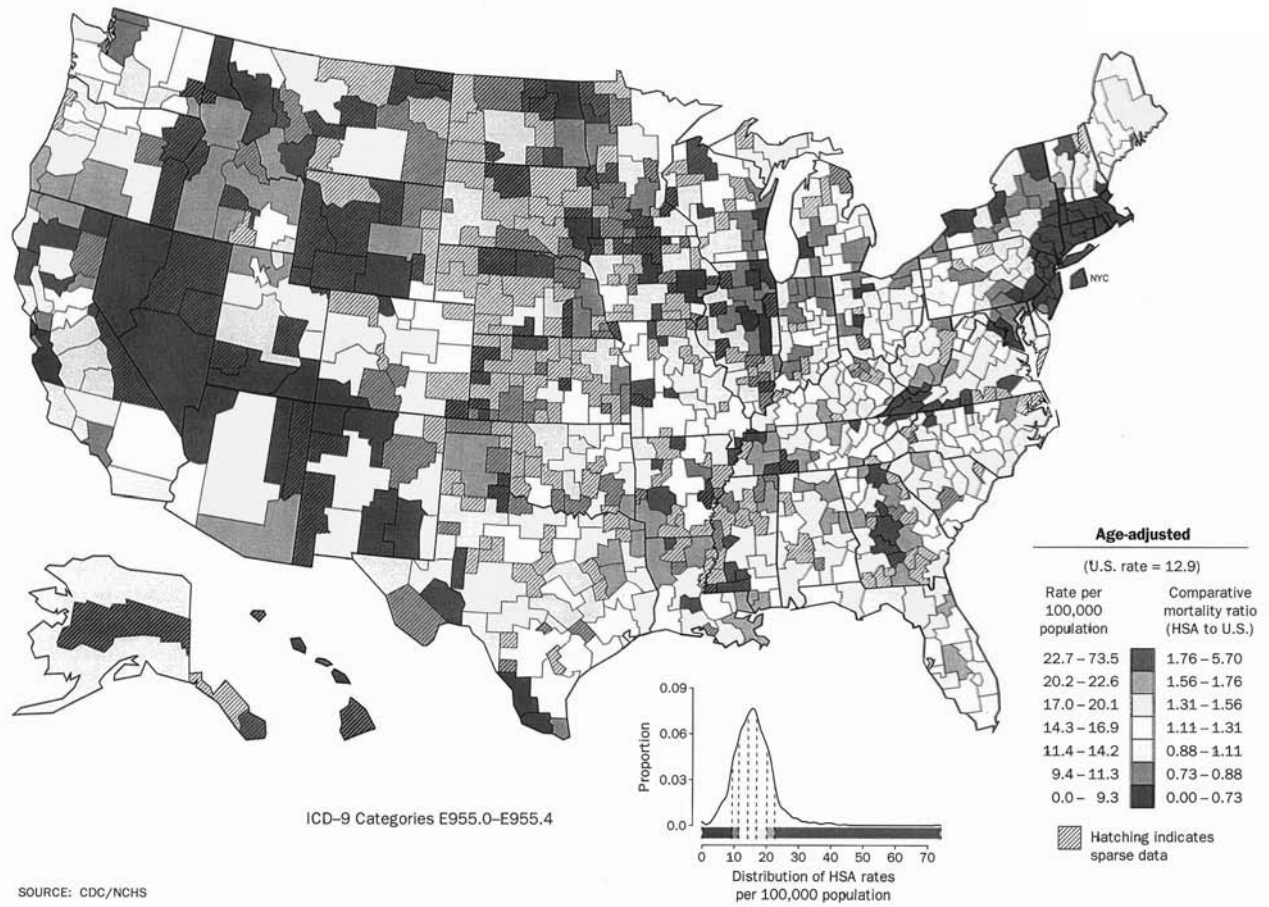 NYC
Age-adjusted
(U.S. rate = 12.9)
Rate per
100,000
population
Comparative
mortality ratio
(HSA to U.S.)
22.7–73.5 1.76–5.70
20.2–22.6 1.56–1.76
17.0–20.1 1.31–1.56
14.3–16.9 1.11–1.31
11.4–14.2 0.88–1.11
9.4–11.3 0.73–0.88
0.0– 9.3 0.00–0.73
Hatching indicates
sparse data
0.09
0.06
0.03
0.0
Proportion
0 10 20 30 40 50 60 70
Distribution of HSA rates
per 100,000 population
ICD–9 Categories E955.0–E955.4
SOURCE: CDC/NCHS